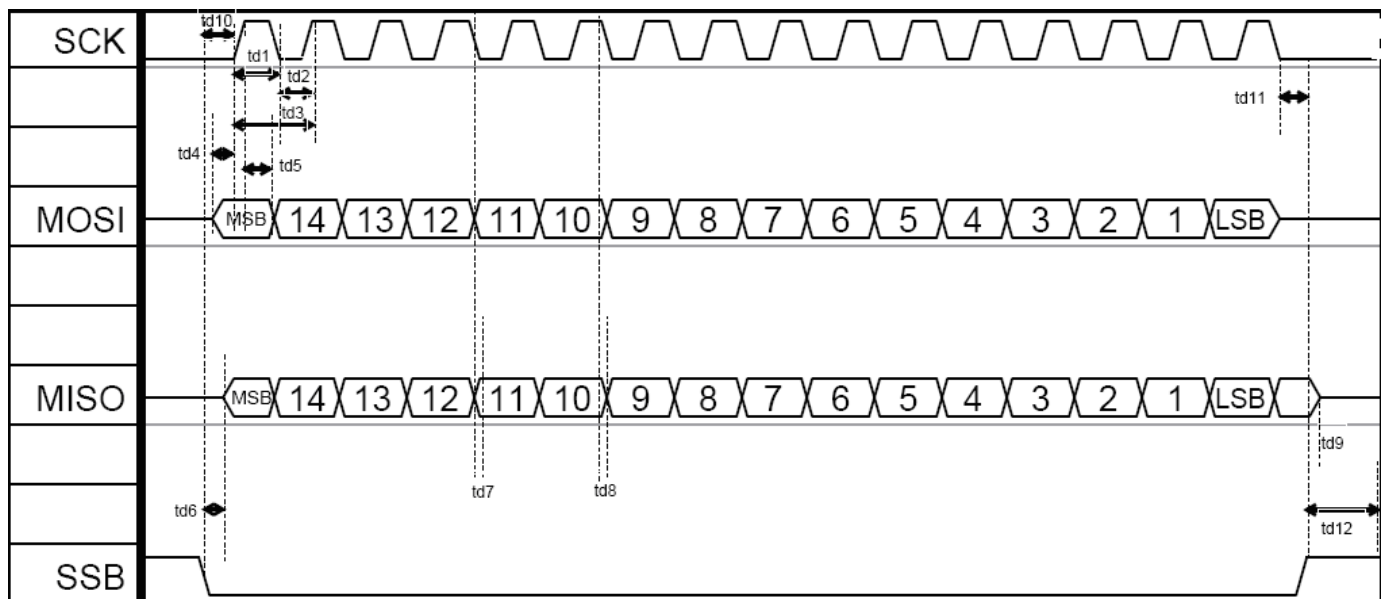 SCK
td10
td1
td2
td3
td11
td4
td5
MOSI
MSB 14 13 12 11 10 9 8 7 6 5 4 3 2 1 LSB
MISO
MSB 14 13 12 11 10 9 8 7 6 5 4 3 2 1 LSB
td9
td7
td8
td6
td12
SSB